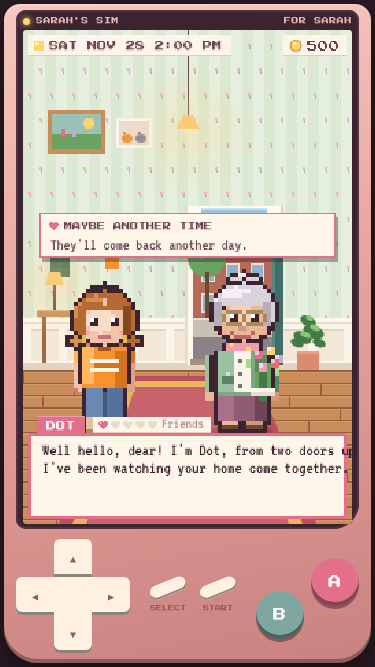 SARAH'S SIM
FOR SARAH
SAT NOV 28 2:00 PM
500
MAYBE ANOTHER TIME
They'll come back another day.
DOT
Friends
Well hello, dear! I'm Dot, from two doors up
I've been watching your home come together.
SELECT
START
B
A